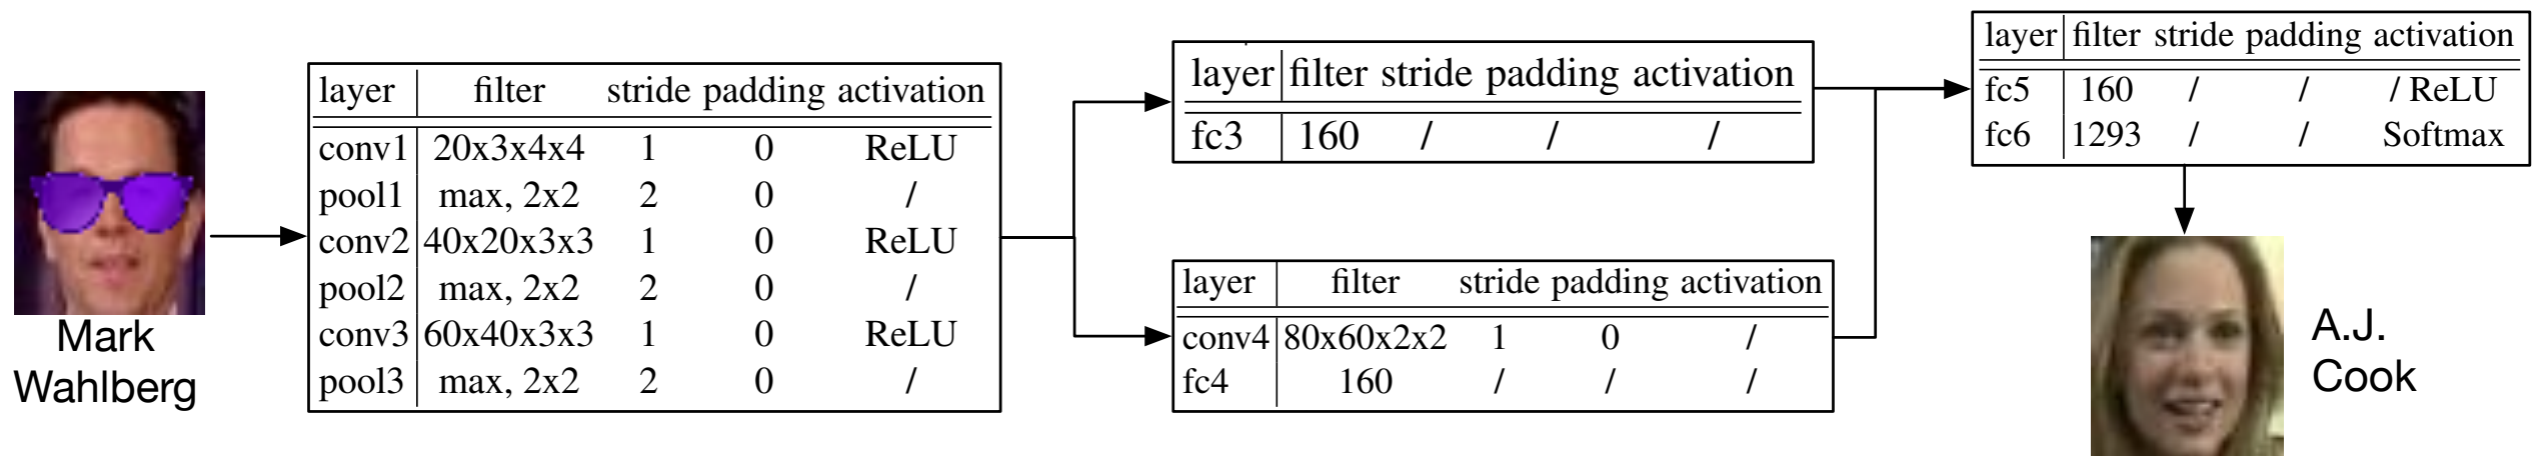 Mark
Wahlberg
layer filter stride padding activation
conv1 20x3x4x4 1 0 ReLU
pool1 max, 2x2 2 0 /
conv2 40x20x3x3 1 0 ReLU
pool2 max, 2x2 2 0 /
conv3 60x40x3x3 1 0 ReLU
pool3 max, 2x2 2 0 /
layer filter stride padding activation
fc3 160 / / /
layer filter stride padding activation
conv4 80x60x2x2 1 0 /
fc4 160 / / /
layer filter stride padding activation
fc5 160 / / / ReLU
fc6 1293 / / Softmax
A.J.
Cook